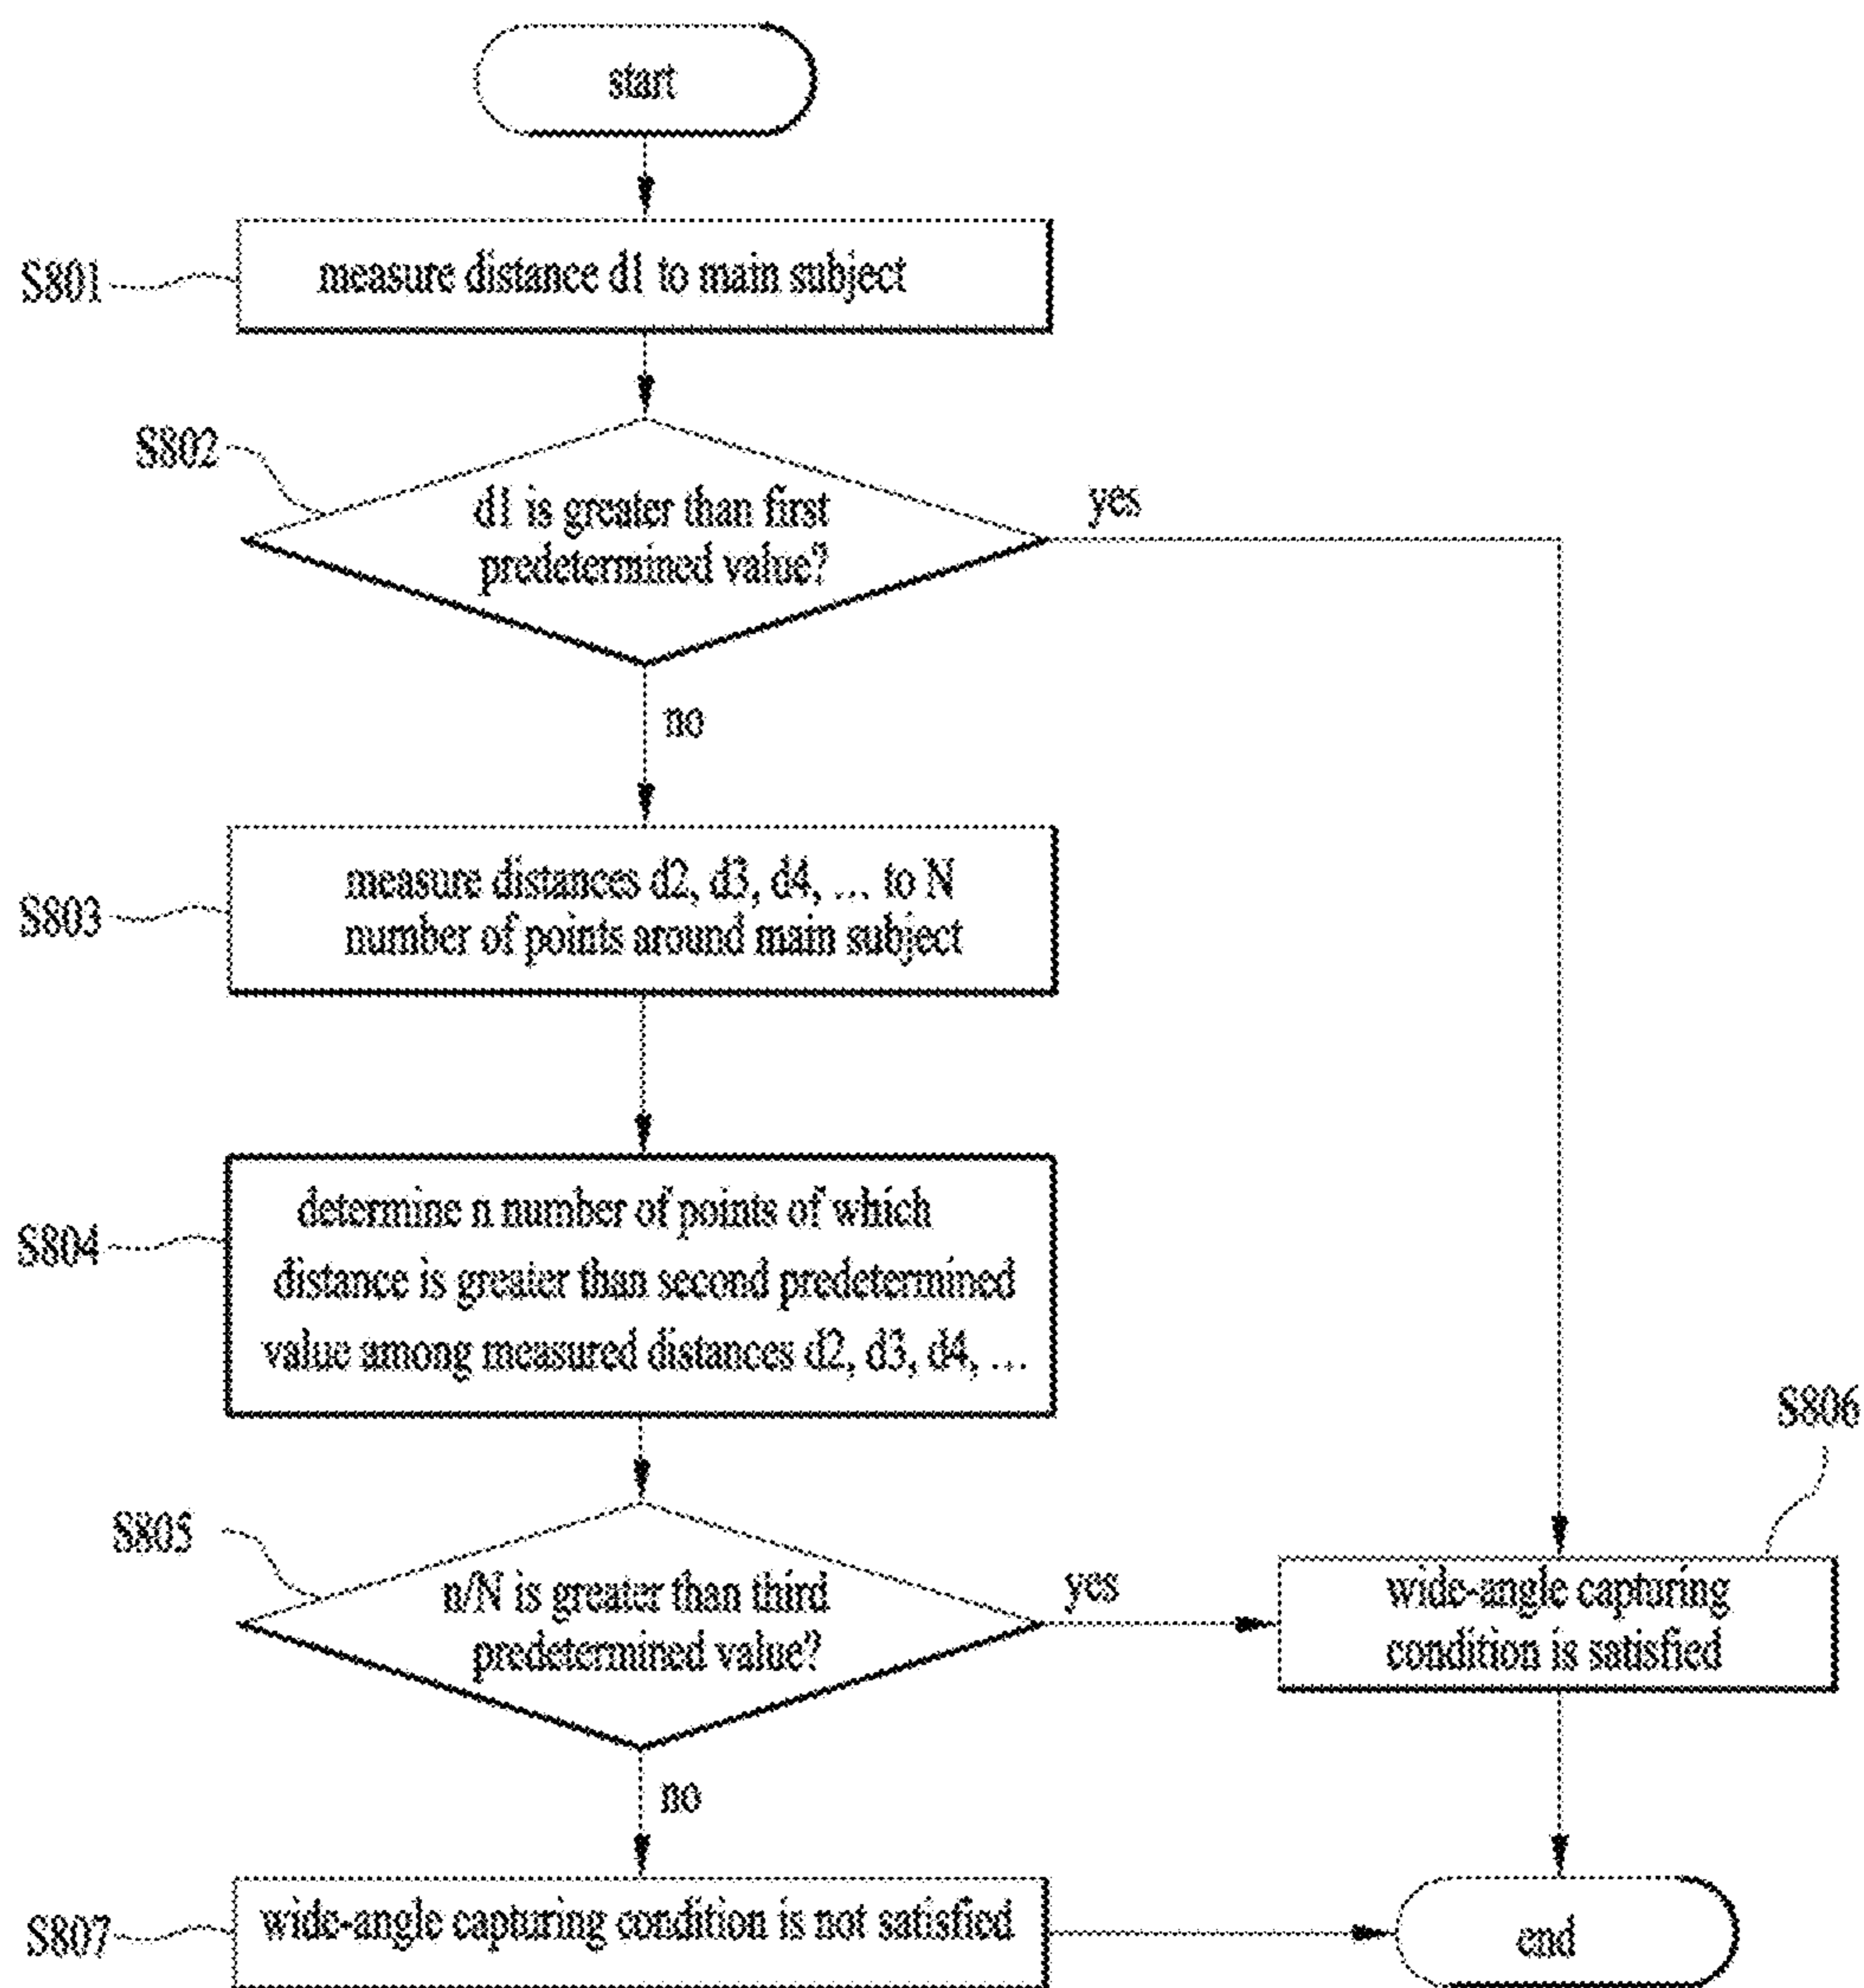 start
S801
measure distance d1 to main subject
S802
d1 is greater than first
predetermined value?
yes
no
S803
measure distances d2, d3, d4, … to N
number of points around main subject
S804
determine n number of points of which
distance is greater than second predetermined
value among measured distances d2, d3, d4, …
S805
n/N is greater than third
predetermined value?
yes
S806
wide-angle capturing
condition is satisfied
no
S807
wide-angle capturing condition is not satisfied
end